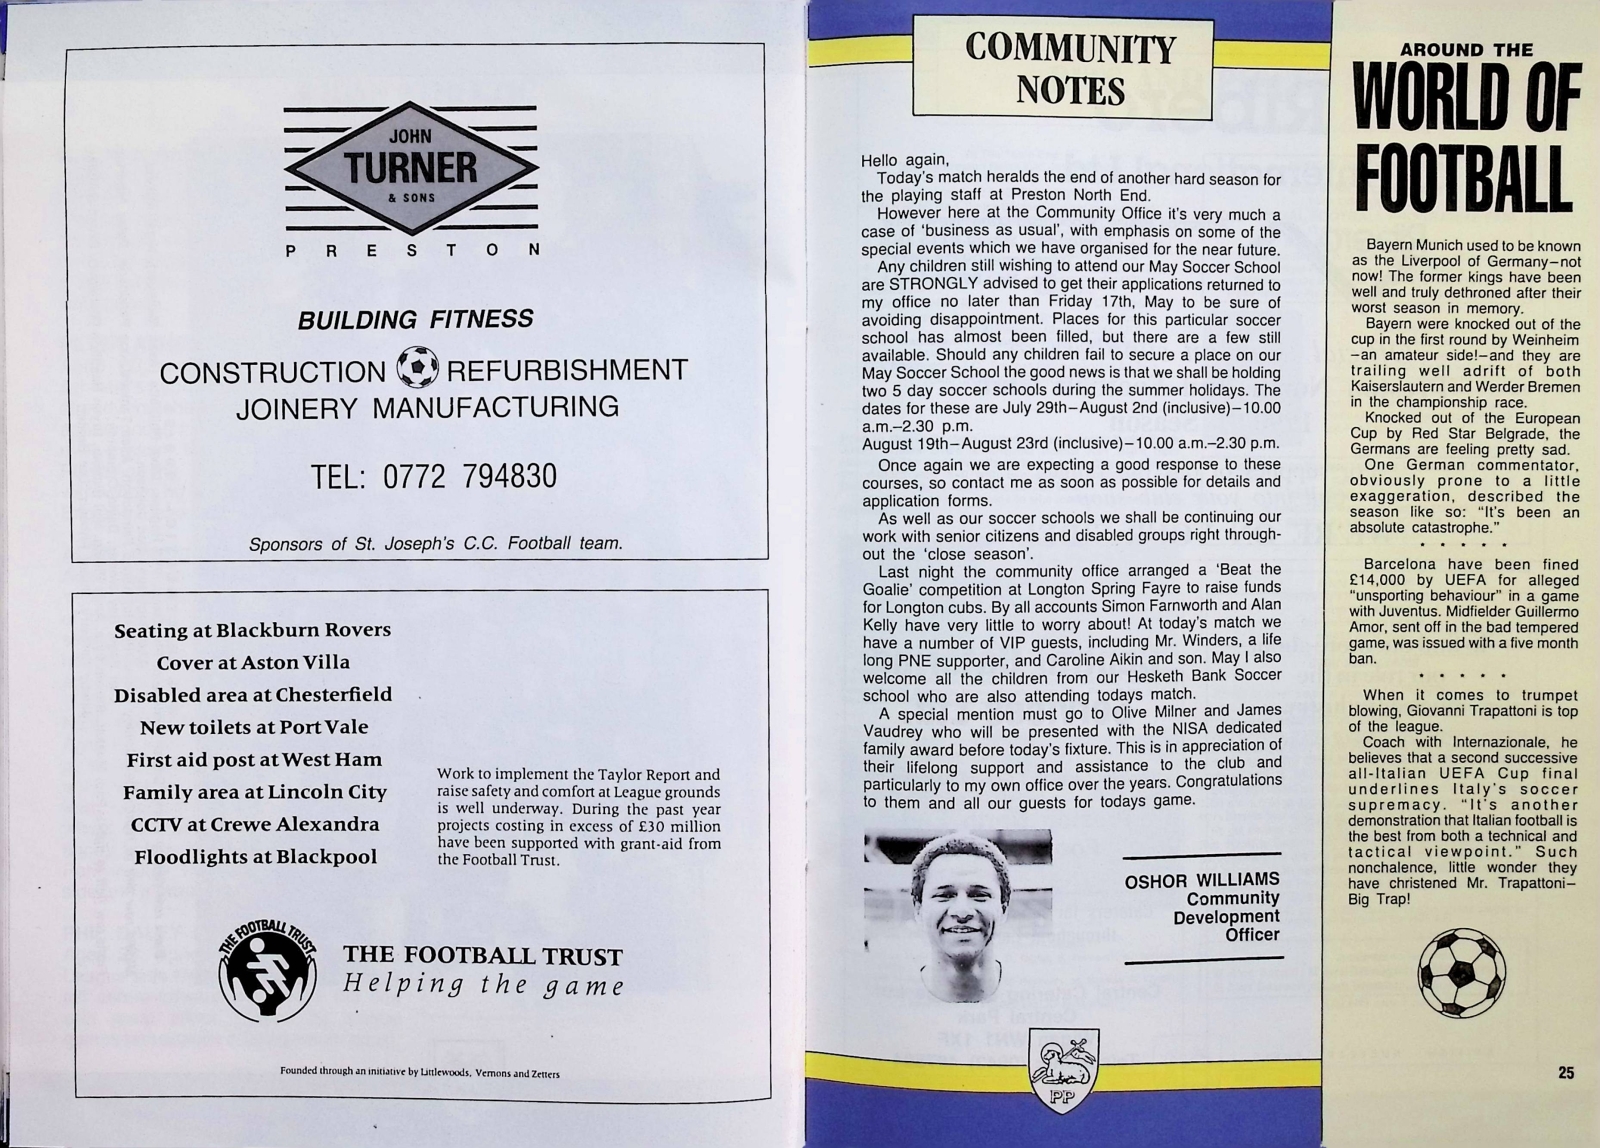 JOHN
TURNER
& SONS
PRESTON
BUILDING FITNESS
CONSTRUCTION REFURBISHMENT
JOINERY MANUFACTURING
TEL: 0772 794830
Sponsors of St. Joseph's C.C. Football team.
Seating at Blackburn Rovers
Cover at Aston Villa
Disabled area at Chesterfield
New toilets at Port Vale
First aid post at West Ham
Family area at Lincoln City
CCTV at Crewe Alexandra
Floodlights at Blackpool
Work to implement the Taylor Report and
raise safety and comfort at League grounds
is well underway. During the past year
projects costing in excess of £30 million
have been supported with grant-aid from
the Football Trust.
THE FOOTBALL TRUST
THE FOOTBALL TRUST
Helping the game
Founded through an initiative by Littlewoods, Vernons and Zetters
COMMUNITY
NOTES
Hello again,
Today's match heralds the end of another hard season for
the playing staff at Preston North End.
However here at the Community Office it's very much a
case of 'business as usual', with emphasis on some of the
special events which we have organised for the near future.
Any children still wishing to attend our May Soccer School
are STRONGLY advised to get their applications returned to
my office no later than Friday 17th, May to be sure of
avoiding disappointment. Places for this particular soccer
school has almost been filled, but there are a few still
available. Should any children fail to secure a place on our
May Soccer School the good news is that we shall be holding
two 5 day soccer schools during the summer holidays. The
dates for these are July 29th–August 2nd (inclusive)–10.00
a.m.–2.30 p.m.
August 19th–August 23rd (inclusive)–10.00 a.m.–2.30 p.m.
Once again we are expecting a good response to these
courses, so contact me as soon as possible for details and
application forms.
As well as our soccer schools we shall be continuing our
work with senior citizens and disabled groups right through-
out the 'close season'.
Last night the community office arranged a 'Beat the
Goalie' competition at Longton Spring Fayre to raise funds
for Longton cubs. By all accounts Simon Farnworth and Alan
Kelly have very little to worry about! At today's match we
have a number of VIP guests, including Mr. Winders, a life
long PNE supporter, and Caroline Aikin and son. May I also
welcome all the children from our Hesketh Bank Soccer
school who are also attending todays match.
A special mention must go to Olive Milner and James
Vaudrey who will be presented with the NISA dedicated
family award before today's fixture. This is in appreciation of
their lifelong support and assistance to the club and
particularly to my own office over the years. Congratulations
to them and all our guests for todays game.
OSHOR WILLIAMS
Community
Development
Officer
PP
AROUND THE
WORLD OF
FOOTBALL
Bayern Munich used to be known
as the Liverpool of Germany–not
now! The former kings have been
well and truly dethroned after their
worst season in memory.
Bayern were knocked out of the
cup in the first round by Weinheim
–an amateur side!–and they are
trailing well adrift of both
Kaiserslautern and Werder Bremen
in the championship race.
Knocked out of the European
Cup by Red Star Belgrade, the
Germans are feeling pretty sad.
One German commentator,
obviously prone to a little
exaggeration, described the
season like so: "It's been an
absolute catastrophe."
* * * * *
Barcelona have been fined
£14,000 by UEFA for alleged
"unsporting behaviour" in a game
with Juventus. Midfielder Guillermo
Amor, sent off in the bad tempered
game, was issued with a five month
ban.
* * * * *
When it comes to trumpet
blowing, Giovanni Trapattoni is top
of the league.
Coach with Internazionale, he
believes that a second successive
all-Italian UEFA Cup final
underlines Italy's soccer
supremacy. "It's another
demonstration that Italian football is
the best from both a technical and
tactical viewpoint." Such
nonchalence, little wonder they
have christened Mr. Trapattoni–
Big Trap!
25